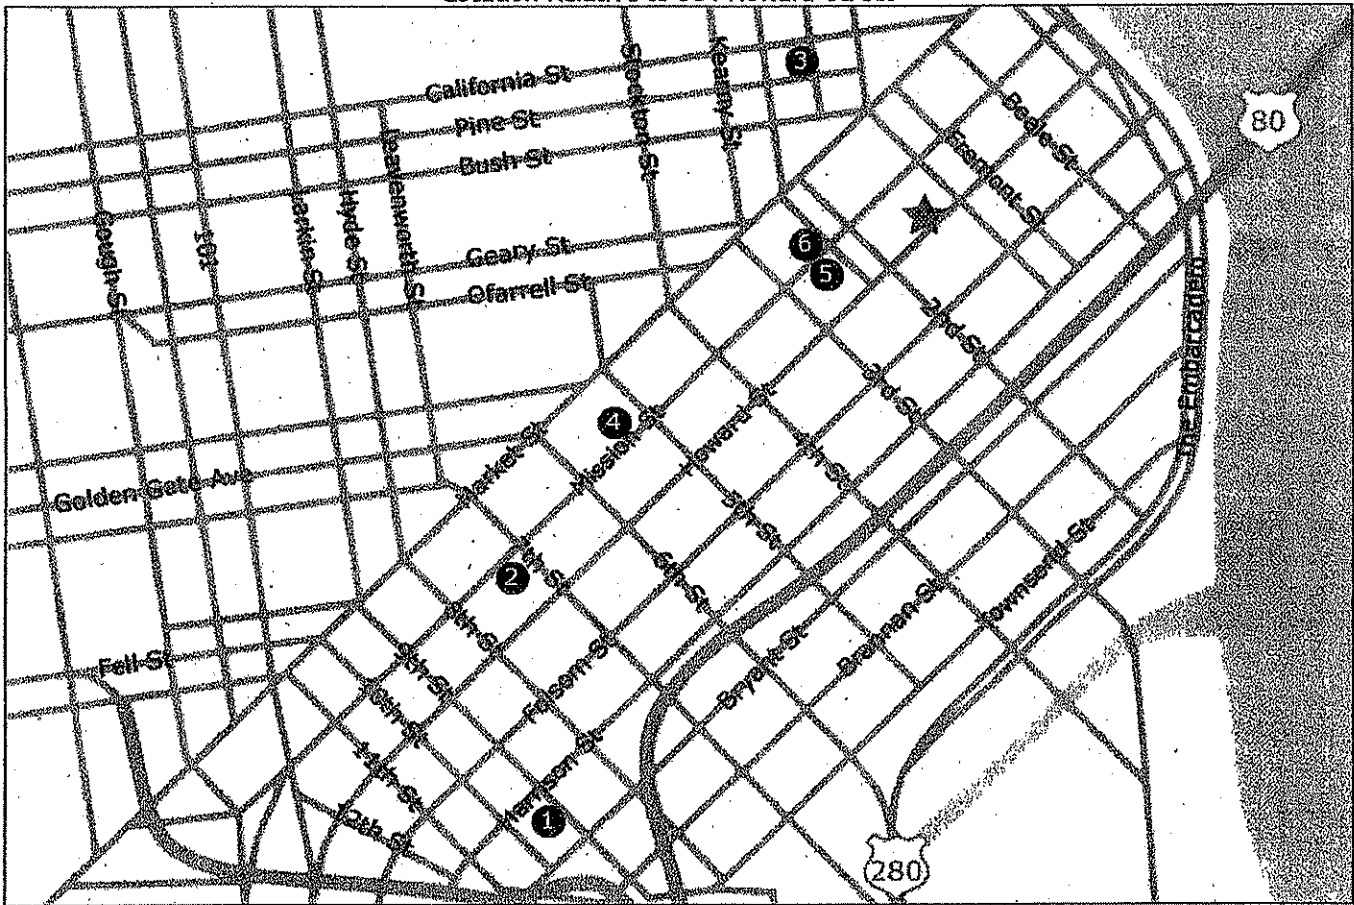 California St
Pine St
Bush St
Geary St
Ofarrell St
Stockton St
Kearny St
3
Beale St
Fremont St
80
Gough St
101
Larkin St
Hyde St
Leavenworth St
6
5
2nd St
3rd St
4th St
The Embarcadero
4
Market St
Mission St
Howard St
5th St
6th St
Golden Gate Ave
2
7th St
8th St
9th St
10th St
11th St
12th St
Fell St
Folsom St
Harrison St
Bryant St
Brannan St
Townsend St
1
280